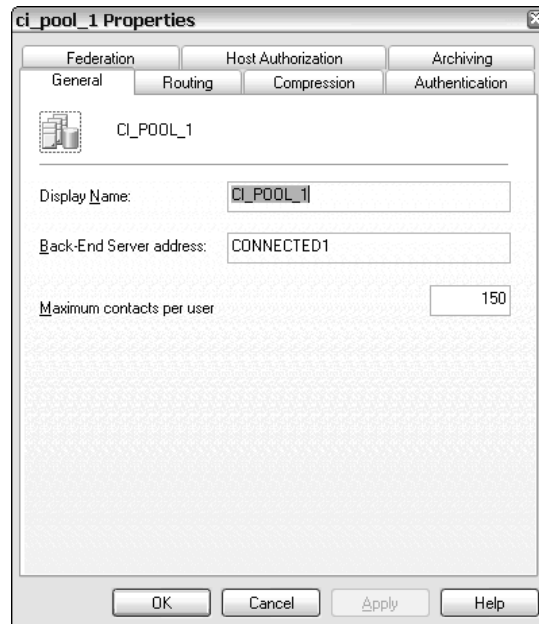 ci_pool_1 Properties
Federation Host Authorization Archiving
General Routing Compression Authentication
CI_POOL_1
Display Name: CI_POOL_1
Back-End Server address: CONNECTED1
Maximum contacts per user 150
OK Cancel Apply Help